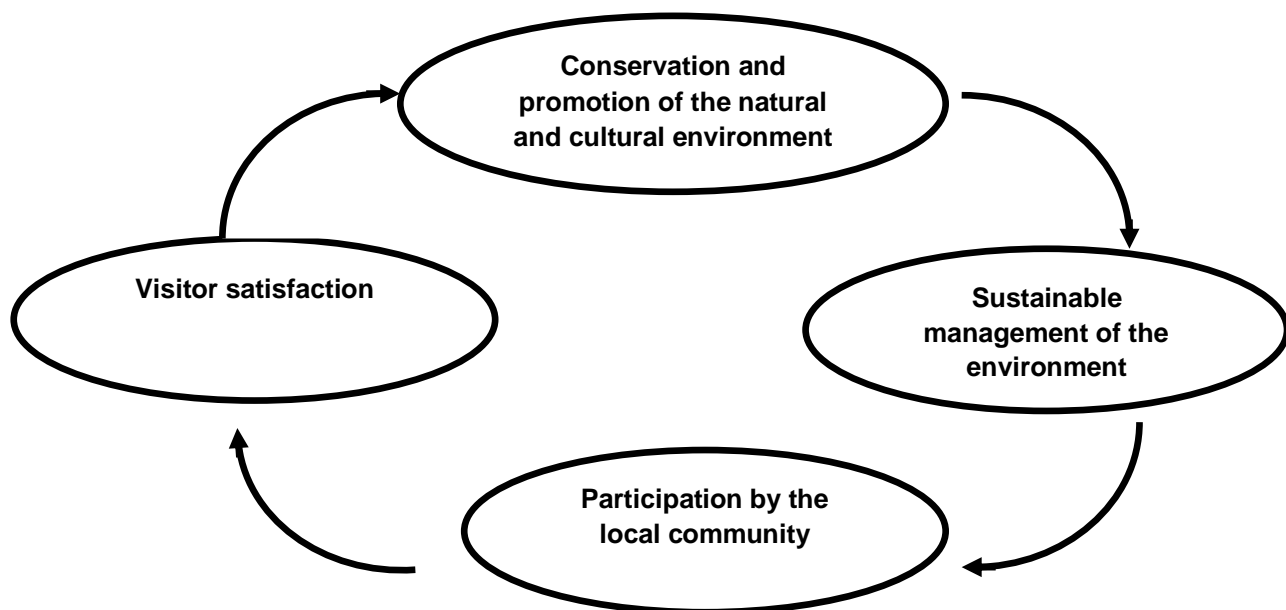 Conservation and
promotion of the natural
and cultural environment
Visitor satisfaction
Sustainable
management of the
environment
Participation by the
local community